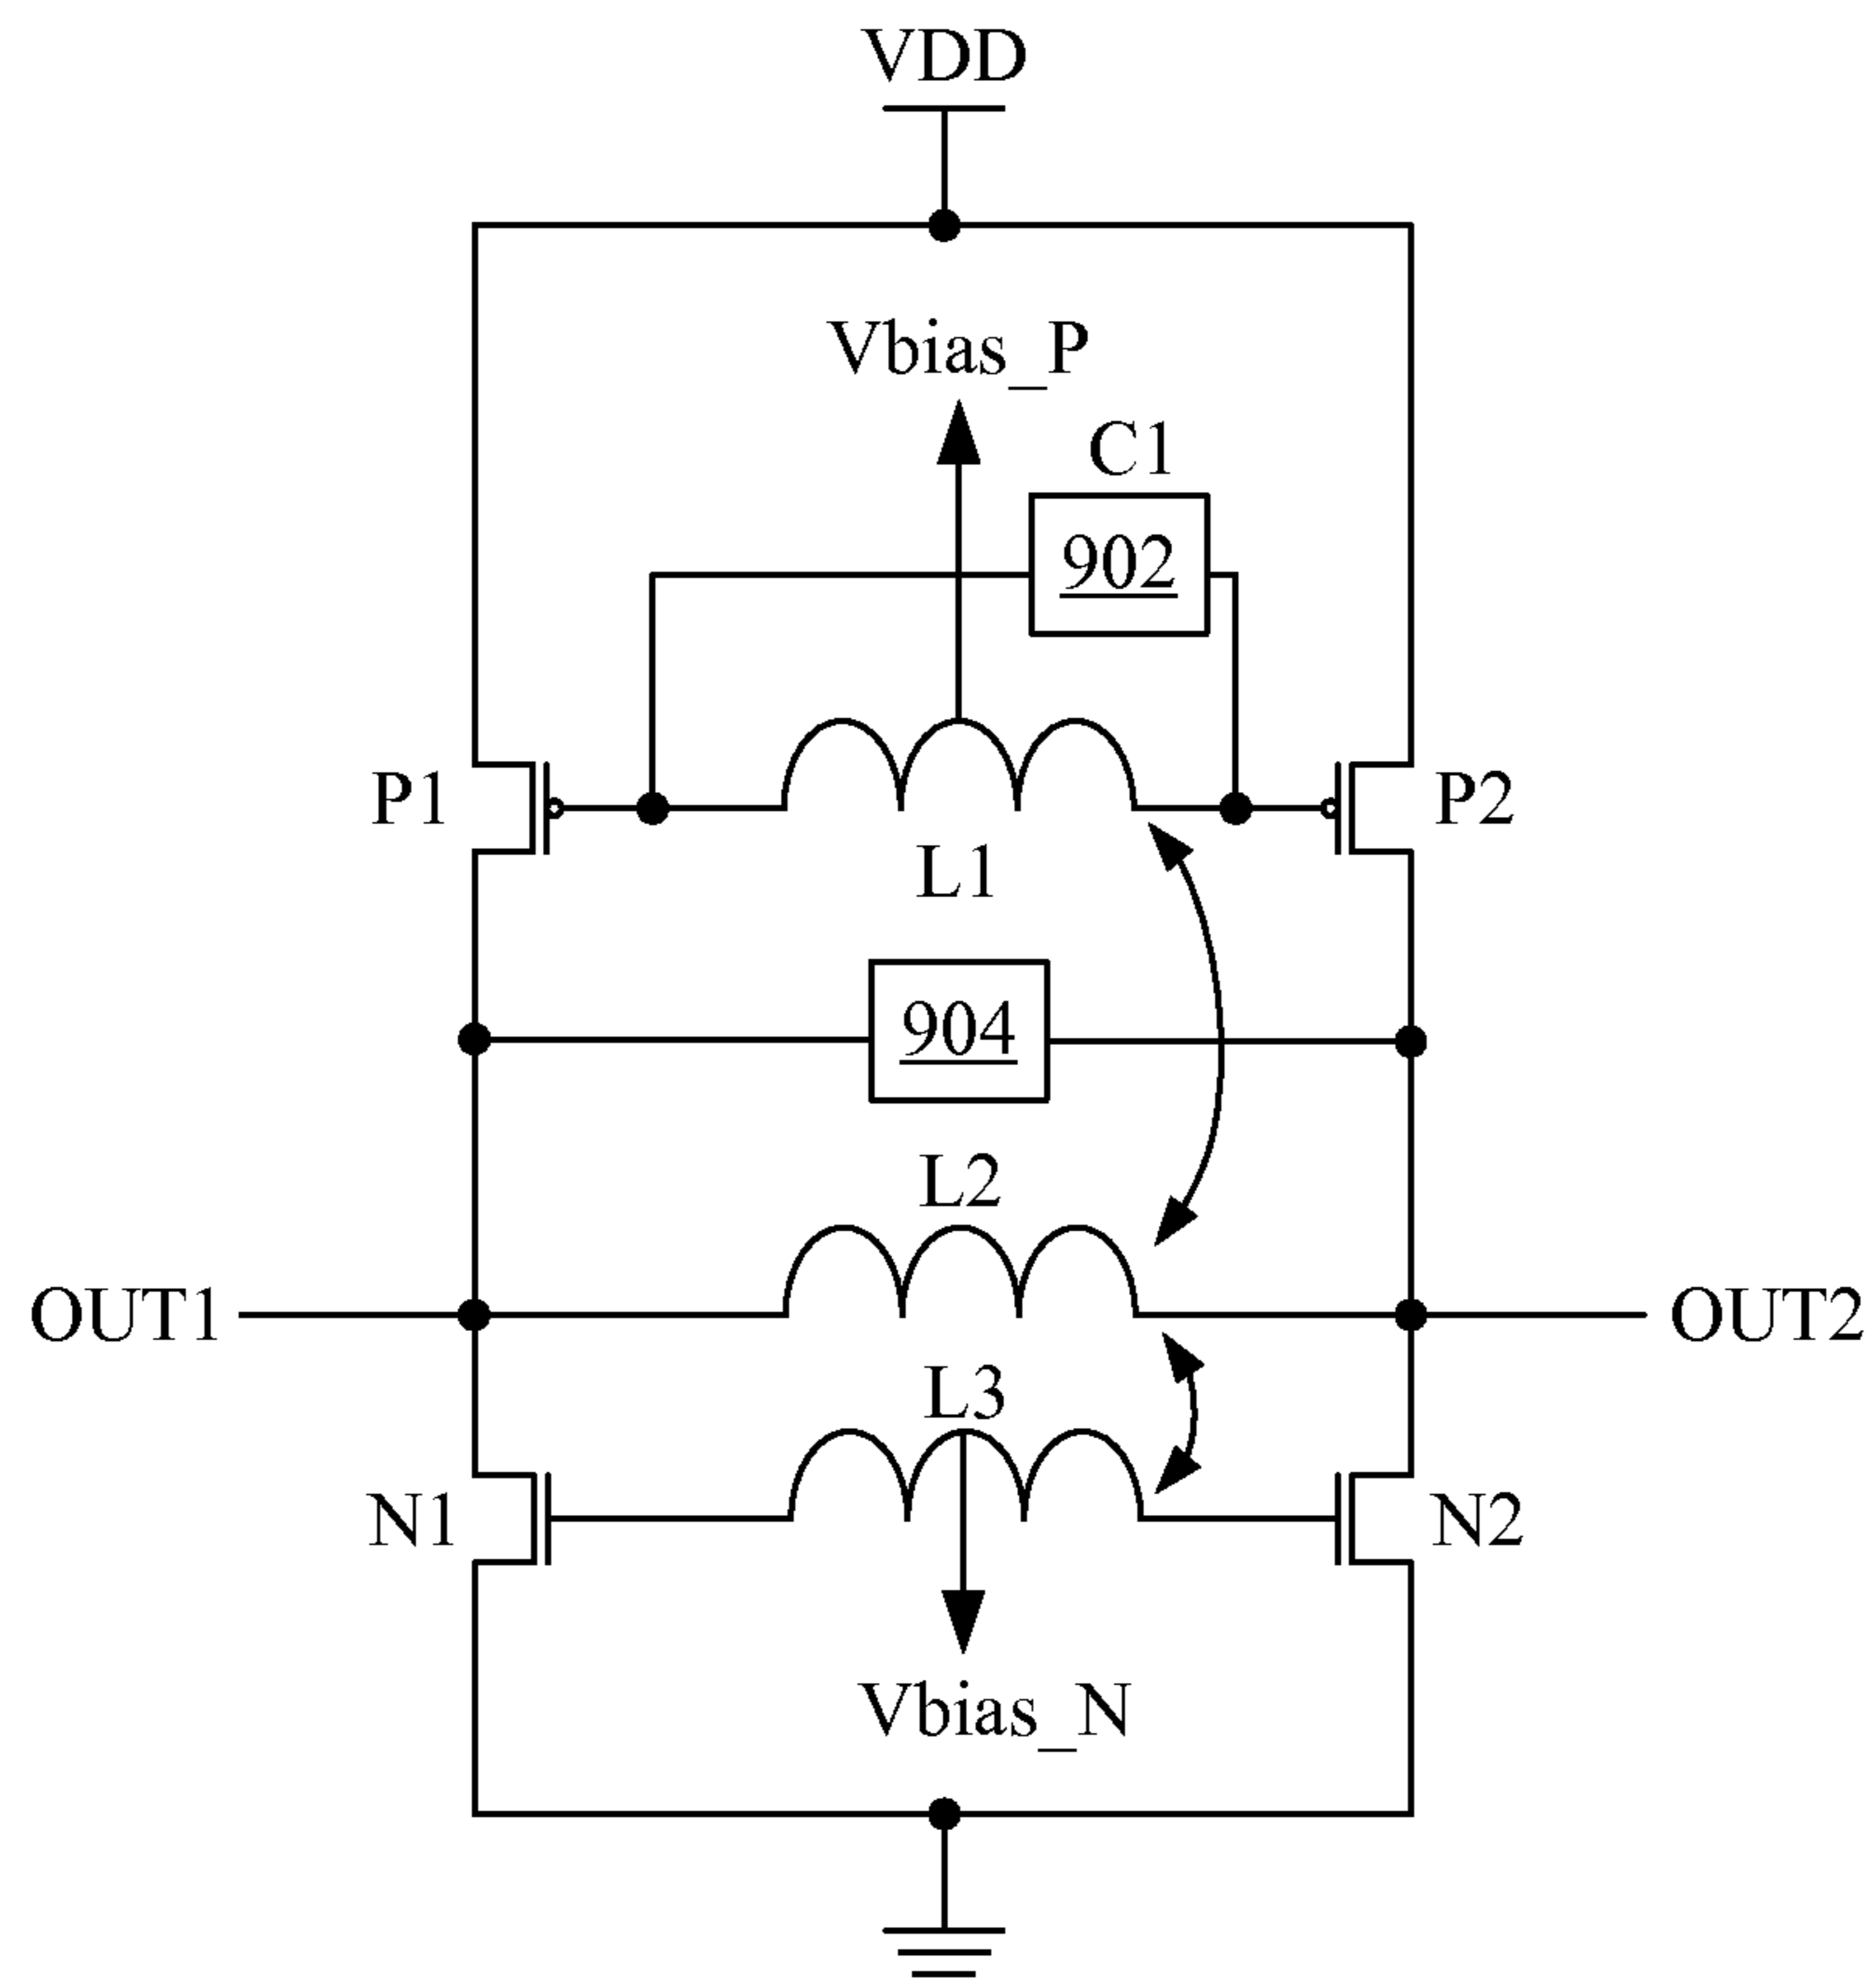 VDD
Vbias_P
C1
902
P1
P2
L1
904
L2
OUT1
OUT2
L3
N1
N2
Vbias_N